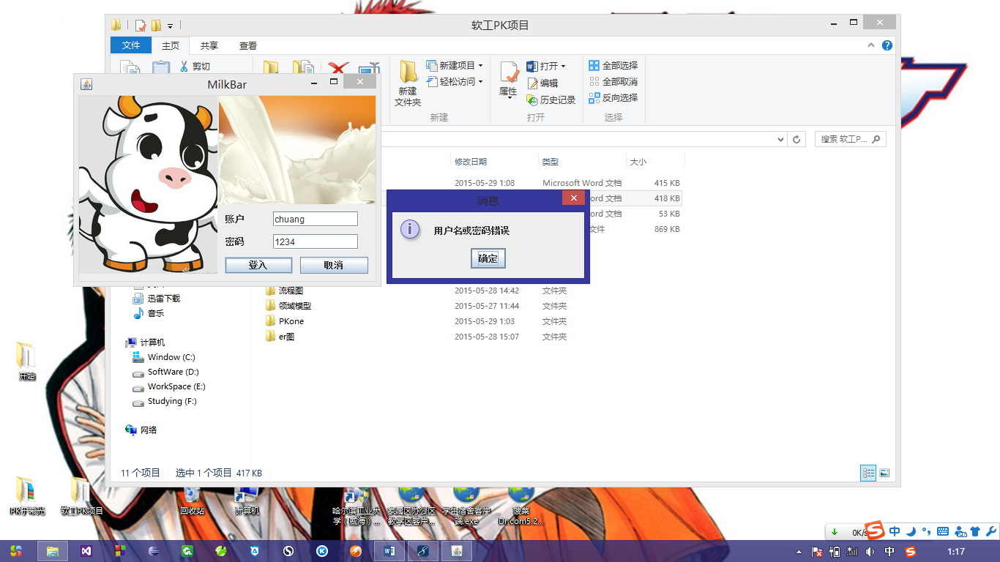 软工PK项目
文件 主页 共享 查看
剪切
新建项目 打开 全部选择
轻松访问 编辑 全部取消
新建
文件夹
属性
历史记录 反向选择
新建 打开 选择
MilkBar
搜索 软工P...
修改日期 类型 大小
2015-05-29 1:08 Microsoft Word 文档 415 KB
ord 文档 418 KB
ord 文档 53 KB
文件 869 KB
账户 chuang
密码 1234
登入 取消
消息
用户名或密码错误
确定
流程图 2015-05-28 14:42 文件夹
领域模型 2015-05-27 11:44 文件夹
PKone 2015-05-29 1:03 文件夹
er图 2015-05-28 15:07 文件夹
迅雷下载
音乐
计算机
Window (C:)
SoftWare (D:)
WorkSpace (E:)
Studying (F:)
网络
11 个项目 选中 1 个项目 417 KB
开始
软工PK项目
回收站
计算机
哈尔滨工业大
学（威海）...
家属区办公区
教学区客户...
学生宿舍客户
端.exe
菠菜
Dr.com5.2...
0K/s
中
中
1:17